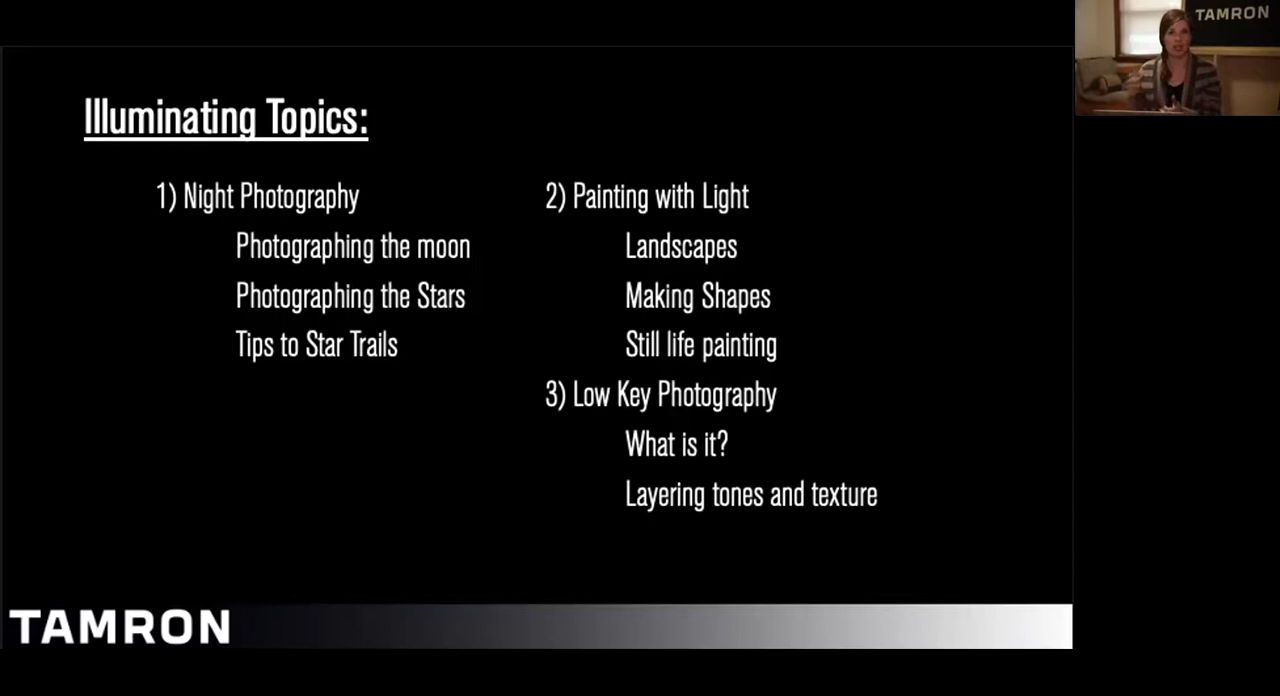 Illuminating Topics:
1) Night Photography
Photographing the moon
Photographing the Stars
Tips to Star Trails
2) Painting with Light
Landscapes
Making Shapes
Still life painting
3) Low Key Photography
What is it?
Layering tones and texture
TAMRON
TAMRON